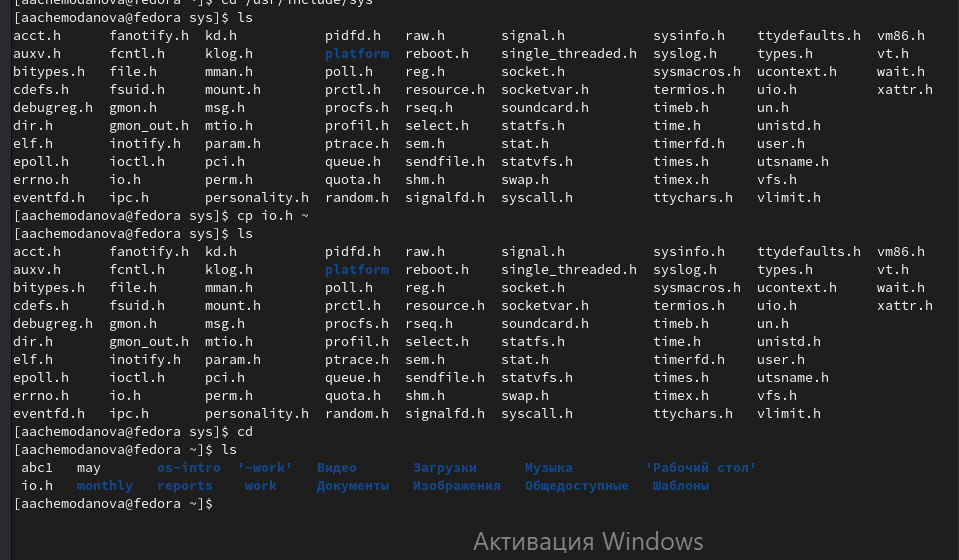 [aachemodanova@fedora ~]$ cd /usr/include/sys
[aachemodanova@fedora sys]$ ls
acct.h      fanotify.h  kd.h           pidfd.h   raw.h       signal.h           sysinfo.h     ttydefaults.h  vm86.h
auxv.h      fcntl.h     klog.h         platform  reboot.h    single_threaded.h  syslog.h      types.h        vt.h
bitypes.h   file.h      mman.h         poll.h    reg.h       socket.h           sysmacros.h   ucontext.h     wait.h
cdefs.h     fsuid.h     mount.h        prctl.h   resource.h  socketvar.h        termios.h     uio.h          xattr.h
debugreg.h  gmon.h      msg.h          procfs.h  rseq.h      soundcard.h        timeb.h       un.h
dir.h       gmon_out.h  mtio.h         profil.h  select.h    statfs.h           time.h        unistd.h
elf.h       inotify.h   param.h        ptrace.h  sem.h       stat.h             timerfd.h     user.h
epoll.h     ioctl.h     pci.h          queue.h   sendfile.h  statvfs.h          times.h       utsname.h
errno.h     io.h        perm.h         quota.h   shm.h       swap.h             timex.h       vfs.h
eventfd.h   ipc.h       personality.h  random.h  signalfd.h  syscall.h          ttychars.h    vlimit.h
[aachemodanova@fedora sys]$ cp io.h ~
[aachemodanova@fedora sys]$ ls
acct.h      fanotify.h  kd.h           pidfd.h   raw.h       signal.h           sysinfo.h     ttydefaults.h  vm86.h
auxv.h      fcntl.h     klog.h         platform  reboot.h    single_threaded.h  syslog.h      types.h        vt.h
bitypes.h   file.h      mman.h         poll.h    reg.h       socket.h           sysmacros.h   ucontext.h     wait.h
cdefs.h     fsuid.h     mount.h        prctl.h   resource.h  socketvar.h        termios.h     uio.h          xattr.h
debugreg.h  gmon.h      msg.h          procfs.h  rseq.h      soundcard.h        timeb.h       un.h
dir.h       gmon_out.h  mtio.h         profil.h  select.h    statfs.h           time.h        unistd.h
elf.h       inotify.h   param.h        ptrace.h  sem.h       stat.h             timerfd.h     user.h
epoll.h     ioctl.h     pci.h          queue.h   sendfile.h  statvfs.h          times.h       utsname.h
errno.h     io.h        perm.h         quota.h   shm.h       swap.h             timex.h       vfs.h
eventfd.h   ipc.h       personality.h  random.h  signalfd.h  syscall.h          ttychars.h    vlimit.h
[aachemodanova@fedora sys]$ cd
[aachemodanova@fedora ~]$ ls
abc1   may       os-intro  '~work'   Видео       Загрузки      Музыка         'Рабочий стол'
io.h   monthly   reports   work     Документы   Изображения   Общедоступные   Шаблоны
[aachemodanova@fedora ~]$
Активация Windows